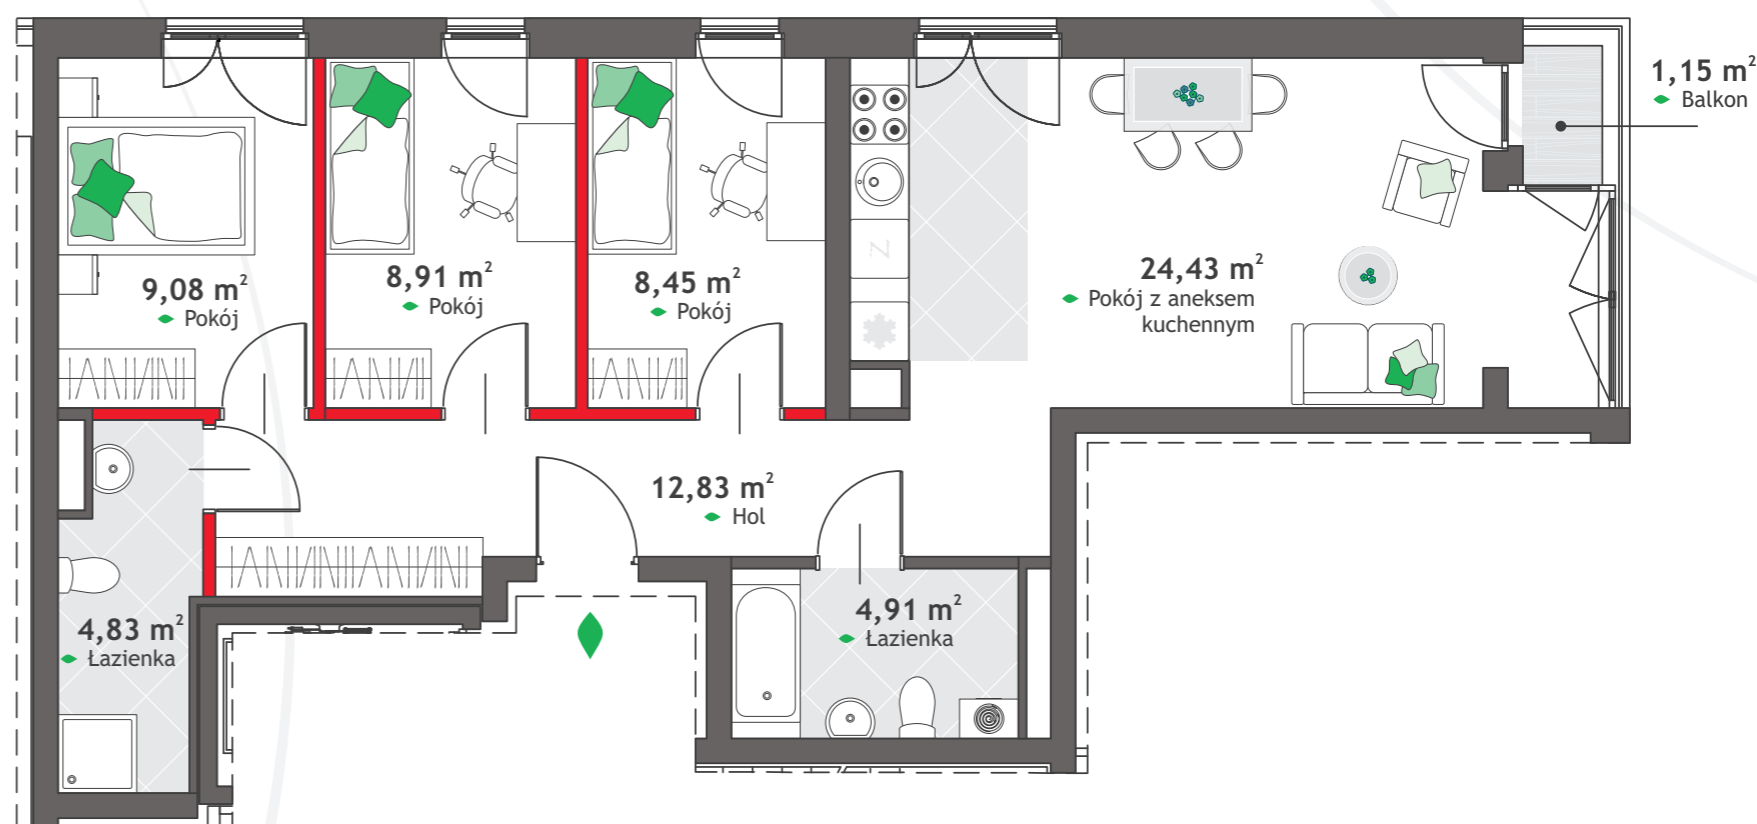 1,15 m²
Balkon
9,08 m²
Pokój
8,91 m²
Pokój
8,45 m²
Pokój
Z
24,43 m²
Pokój z aneksem
kuchennym
12,83 m²
Hol
4,83 m²
Łazienka
4,91 m²
Łazienka